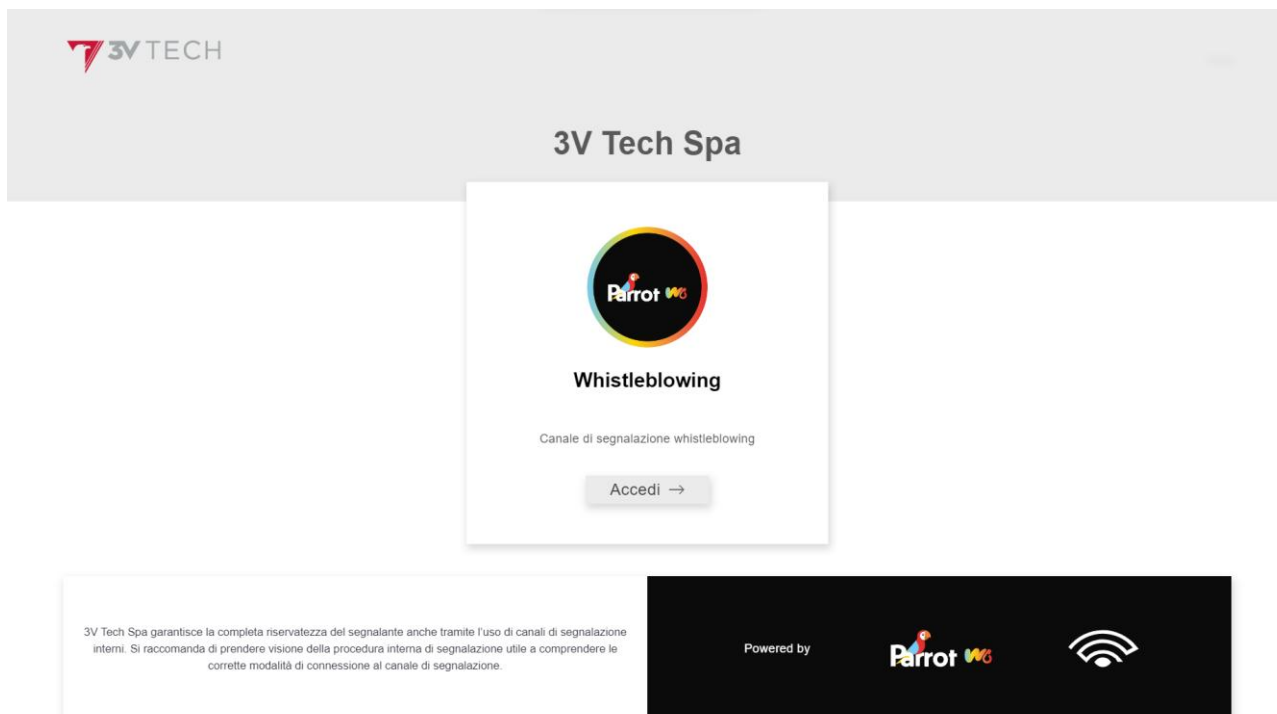 3V TECH
3V Tech Spa
Parrot WB
Whistleblowing
Canale di segnalazione whistleblowing
Accedi →
3V Tech Spa garantisce la completa riservatezza del segnalante anche tramite l'uso di canali di segnalazione
interni. Si raccomanda di prendere visione della procedura interna di segnalazione utile a comprendere le
corrette modalità di connessione al canale di segnalazione.
Powered by
Parrot WB